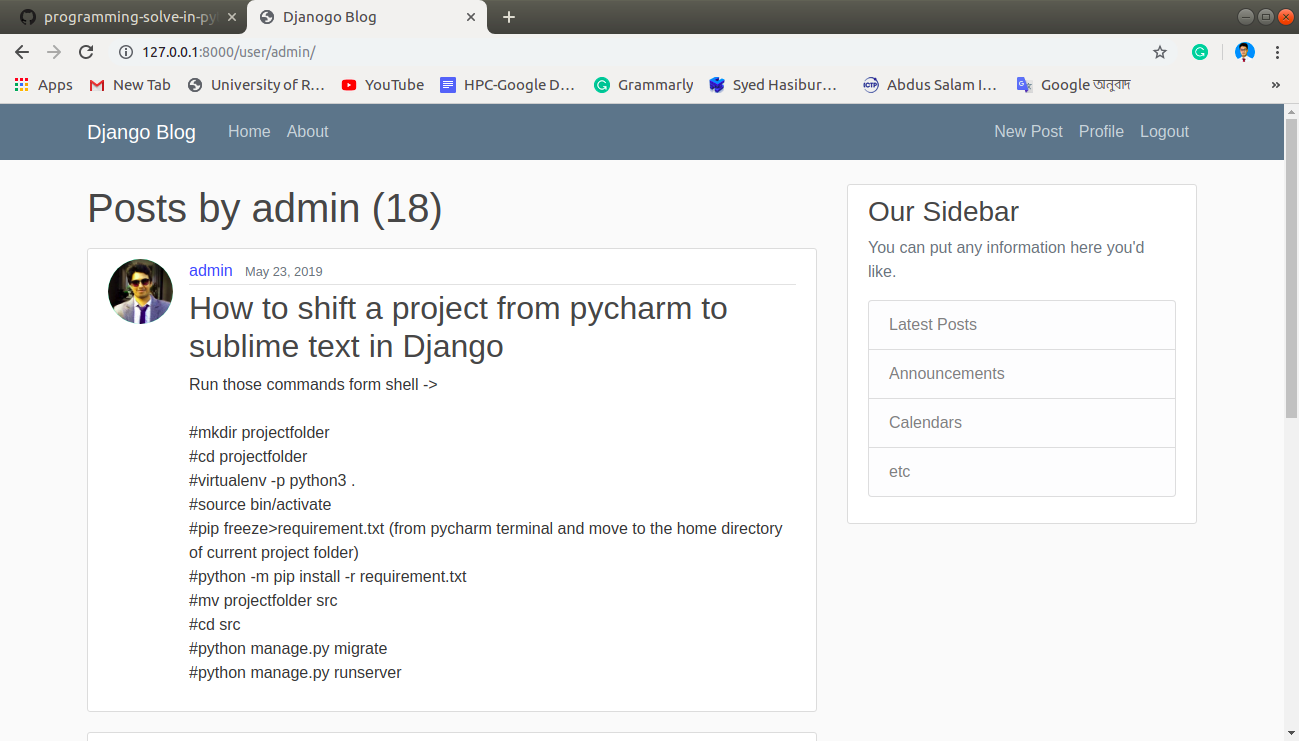 programming-solve-in-py
Djanogo Blog
127.0.0.1:8000/user/admin/
Apps
New Tab
University of R…
YouTube
HPC-Google D…
Grammarly
Syed Hasibur…
ICTP
Abdus Salam I…
Google অনুবাদ
»
Django Blog
Home
About
New Post
Profile
Logout
Posts by admin (18)
admin
May 23, 2019
How to shift a project from pycharm to
sublime text in Django
Run those commands form shell ->
#mkdir projectfolder
#cd projectfolder
#virtualenv -p python3 .
#source bin/activate
#pip freeze>requirement.txt (from pycharm terminal and move to the home directory
of current project folder)
#python -m pip install -r requirement.txt
#mv projectfolder src
#cd src
#python manage.py migrate
#python manage.py runserver
Our Sidebar
You can put any information here you'd
like.
Latest Posts
Announcements
Calendars
etc